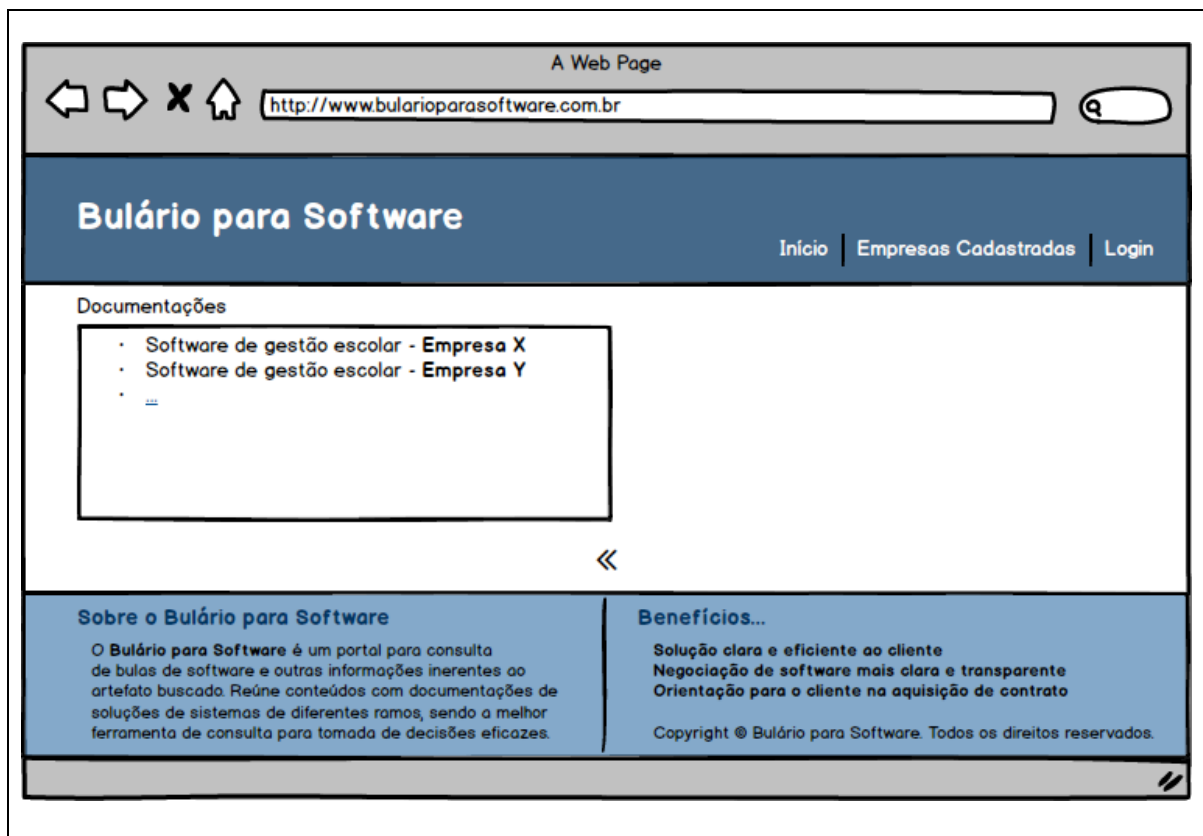 A Web Page
http://www.bularioparasoftware.com.br
Bulário para Software
Início | Empresas Cadastradas | Login
Documentações
· Software de gestão escolar - Empresa X
· Software de gestão escolar - Empresa Y
· ...
«
Sobre o Bulário para Software
O Bulário para Software é um portal para consulta
de bulas de software e outras informações inerentes ao
artefato buscado. Reúne conteúdos com documentações de
soluções de sistemas de diferentes ramos, sendo a melhor
ferramenta de consulta para tomada de decisões eficazes.
Benefícios...
Solução clara e eficiente ao cliente
Negociação de software mais clara e transparente
Orientação para o cliente na aquisição de contrato
Copyright © Bulário para Software. Todos os direitos reservados.